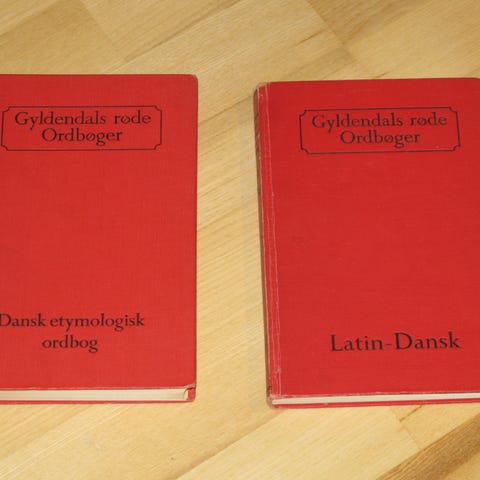 Gyldendals røde
Ordbøger
Dansk etymologisk
ordbog
Gyldendals røde
Ordbøger
Latin-Dansk